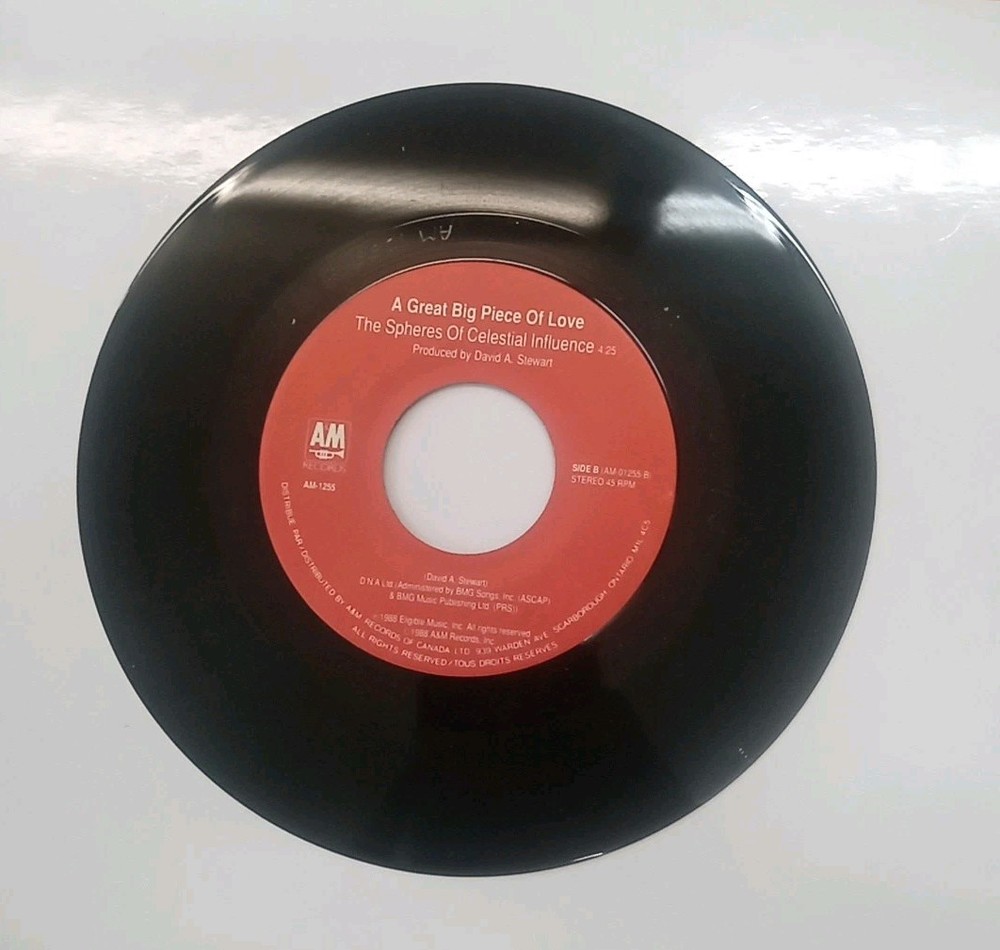 A Great Big Piece Of Love
The Spheres Of Celestial Influence 4:25
Produced by David A. Stewart
A&M
RECORDS
AM-1255
SIDE B (AM-01255 B)
STEREO 45 RPM
(David A. Stewart)
D'N'A Ltd (Administered by BMG Songs, Inc. (ASCAP)
& BMG Music Publishing Ltd. (PRS))
©1988 Eligible Music, Inc. All rights reserved
1988 A&M Records, Inc
DISTRIBUÉ PAR / DISTRIBUTED BY A&M RECORDS OF CANADA LTD. 939 WARDEN AVE. SCARBOROUGH, ONTARIO M1L 4C5
ALL RIGHTS RESERVED / TOUS DROITS RESERVES
AM